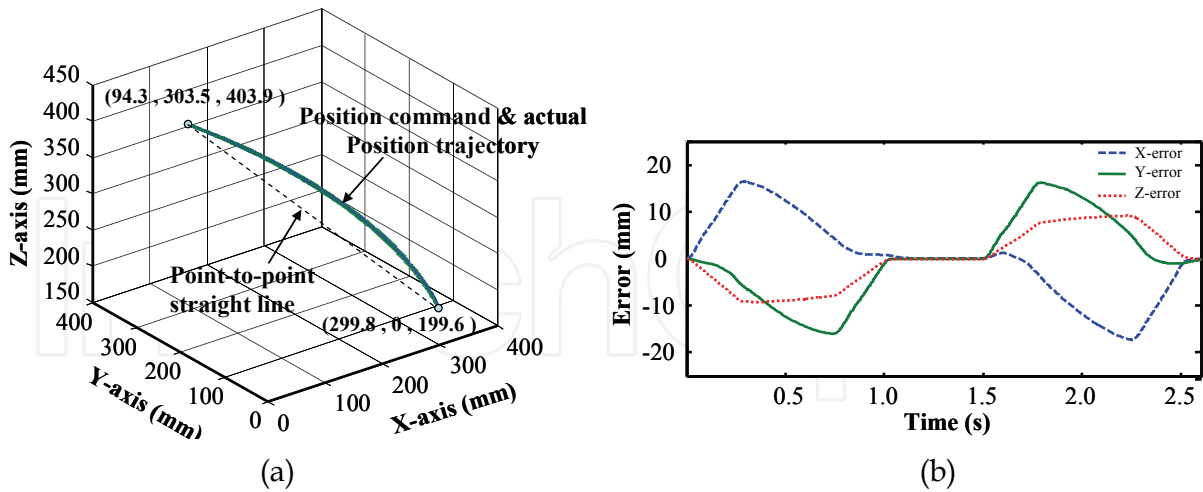 450
400
350
300
250
200
150
Z-axis (mm)
(94.3 , 303.5 , 403.9 )
Position command & actual
Position trajectory
Point-to-point
straight line
(299.8 , 0 , 199.6 )
400
300
200
100
0
Y-axis (mm)
0
100
200
300
400
X-axis (mm)
(a)
20
10
0
-10
-20
Error (mm)
X-error
Y-error
Z-error
0.5
1.0
1.5
2.0
2.5
Time (s)
(b)